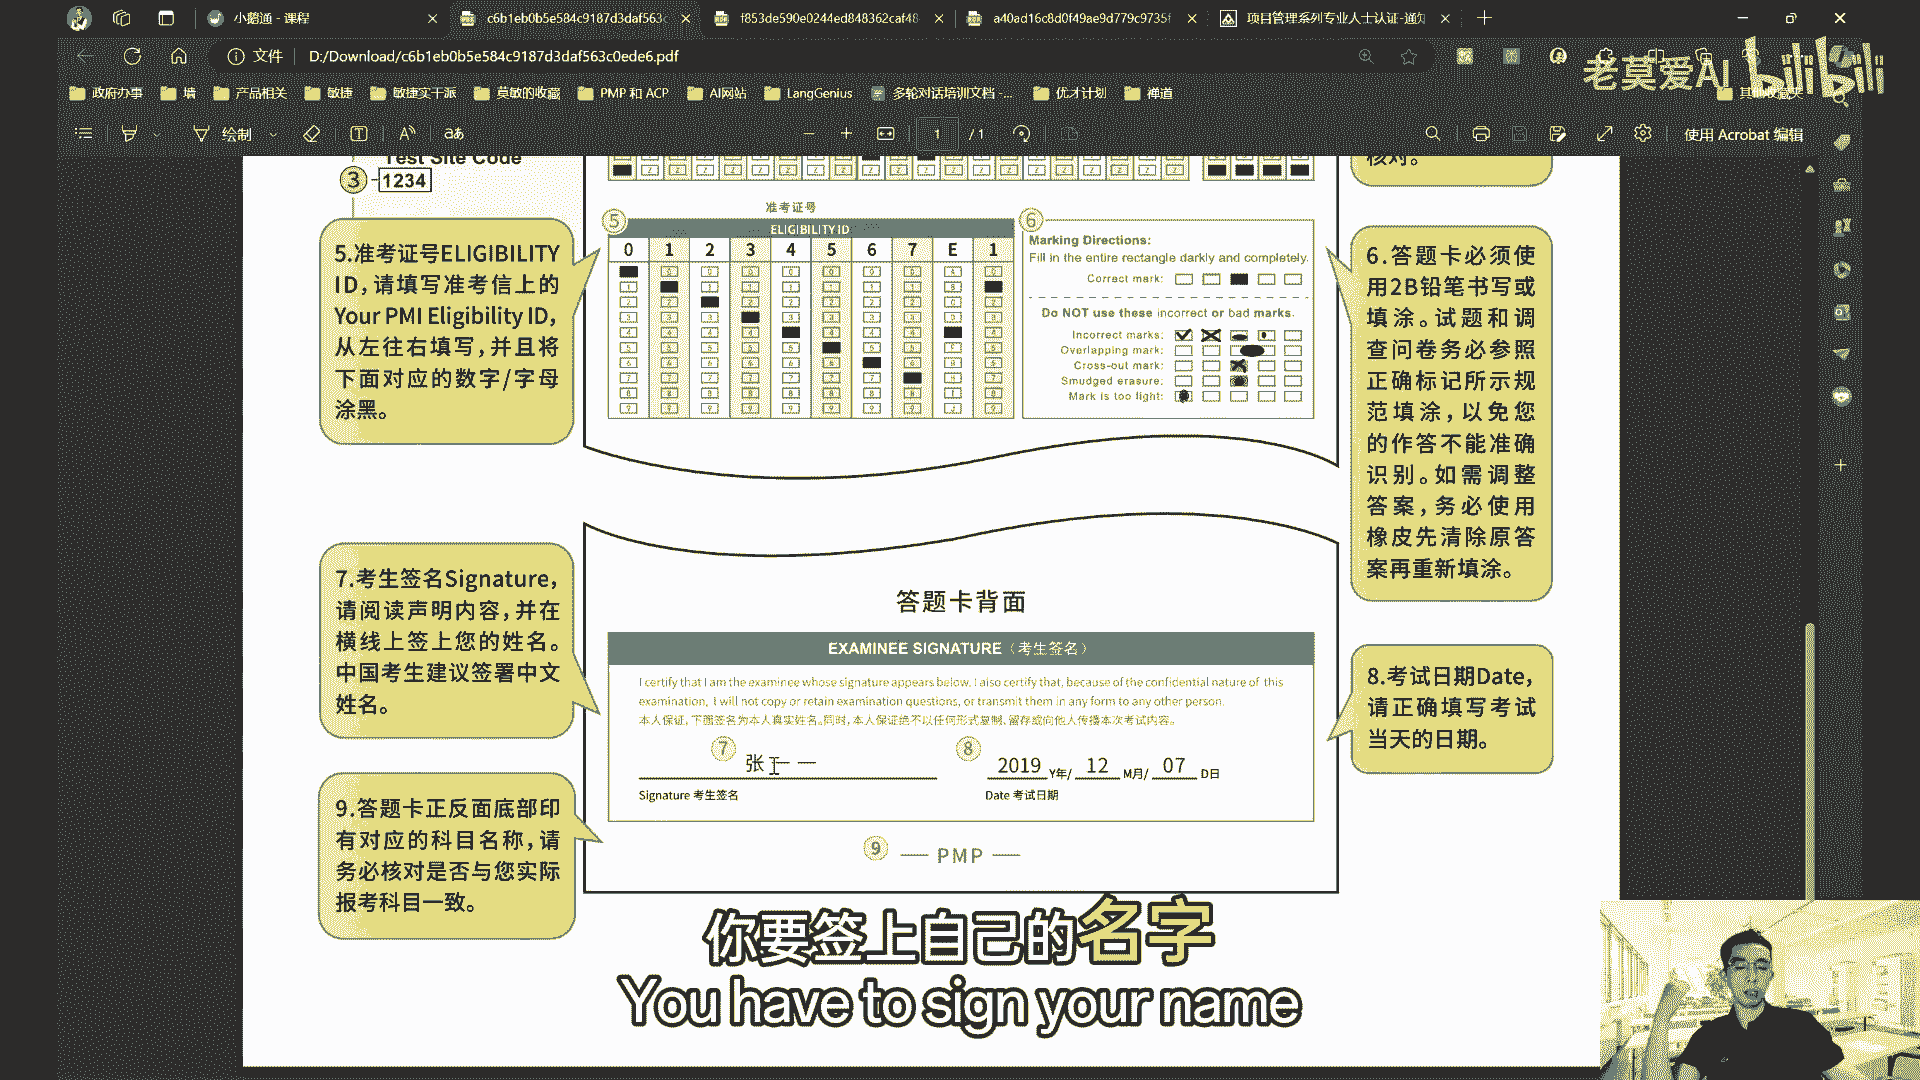 小鹅通 - 课程
c6b1eb0b5e584c9187d3daf563c
f853de590e0244ed848362caf48
a40ad16c8d0f49ae9d779c9735f
项目管理系列专业人士认证-通知
文件
D:/Download/c6b1eb0b5e584c9187d3daf563c0ede6.pdf
老莫爱AI bilibili
政府办事
墙
产品相关
敏捷
敏捷实干派
莫敏的收藏
PMP 和 ACP
AI网站
LangGenius
多轮对话培训文档 -...
优才计划
禅道
其他收藏夹
绘制
aあ
1 / 1
使用 Acrobat 编辑
Test Site Code
3 - 1234
核对。
5.准考证号ELIGIBILITY
ID,请填写准考信上的
Your PMI Eligibility ID,
从左往右填写,并且将
下面对应的数字/字母
涂黑。
准考证号
5
ELIGIBILITY ID
0 1 2 3 4 5 6 7 E 1
6
Marking Directions:
Fill in the entire rectangle darkly and completely.
Correct mark:
Do NOT use these incorrect or bad marks.
Incorrect marks:
Overlapping mark:
Cross-out mark:
Smudged erasure:
Mark is too light:
6.答题卡必须使
用2B铅笔书写或
填涂。试题和调
查问卷务必参照
正确标记所示规
范填涂,以免您
的作答不能准确
识别。如需调整
答案,务必使用
橡皮先清除原答
案再重新填涂。
7.考生签名Signature,
请阅读声明内容,并在
横线上签上您的姓名。
中国考生建议签署中文
姓名。
答题卡背面
EXAMINEE SIGNATURE（考生签名）
I certify that I am the examinee whose signature appears below. I also certify that, because of the confidential nature of this
examination, I will not copy or retain examination questions, or transmit them in any form to any other person.
本人保证,下面签名为本人真实姓名。同时,本人保证绝不以任何形式复制、留存或向他人传播本次考试内容。
7
张一一
Signature 考生签名
8
2019 Y年/ 12 M月/ 07 D日
Date 考试日期
8.考试日期Date,
请正确填写考试
当天的日期。
9.答题卡正反面底部印
有对应的科目名称,请
务必核对是否与您实际
报考科目一致。
9
— PMP —
你要签上自己的名字
You have to sign your name